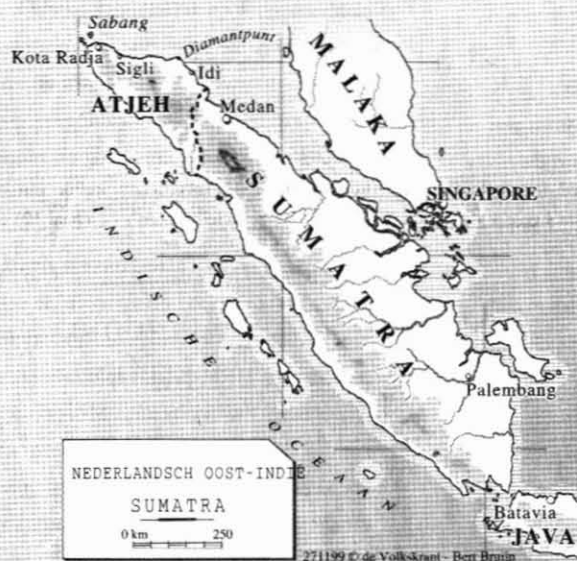 Sabang
Kota Radja
Diamantpunt
Sigli
Idi
MALAKA
ATJEH
Medan
SINGAPORE
SUMATRA
INDISCHE
OCEAAN
Palembang
NEDERLANDSCH OOST-INDIË
SUMATRA
0 km 250
Batavia
JAVA
271199 © de Volkskrant - Bert Bruin